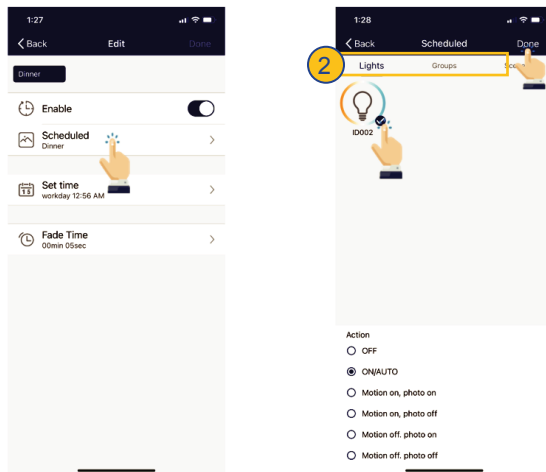 1:27
Back
Edit
Done
Dinner
Enable
Scheduled
Dinner
Set time
workday 12:56 AM
Fade Time
00min 05sec
1:28
Back
Scheduled
Done
2
Lights
Groups
ID002
Action
OFF
ON/AUTO
Motion on, photo on
Motion on, photo off
Motion off. photo on
Motion off. photo off